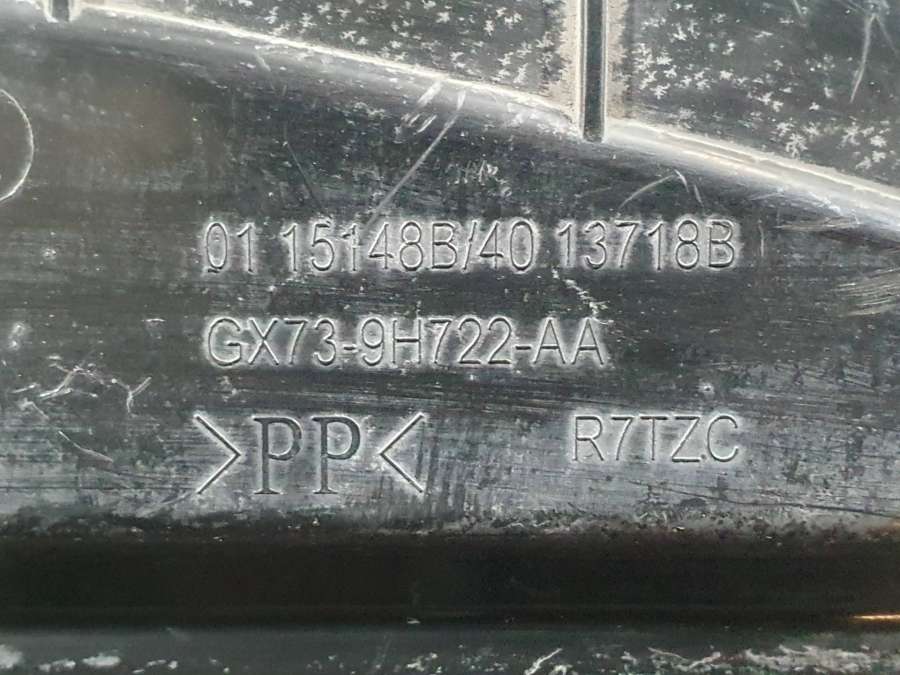 01 15148B/40 13718B
GX73-9H722-AA
>PP< R7TZC